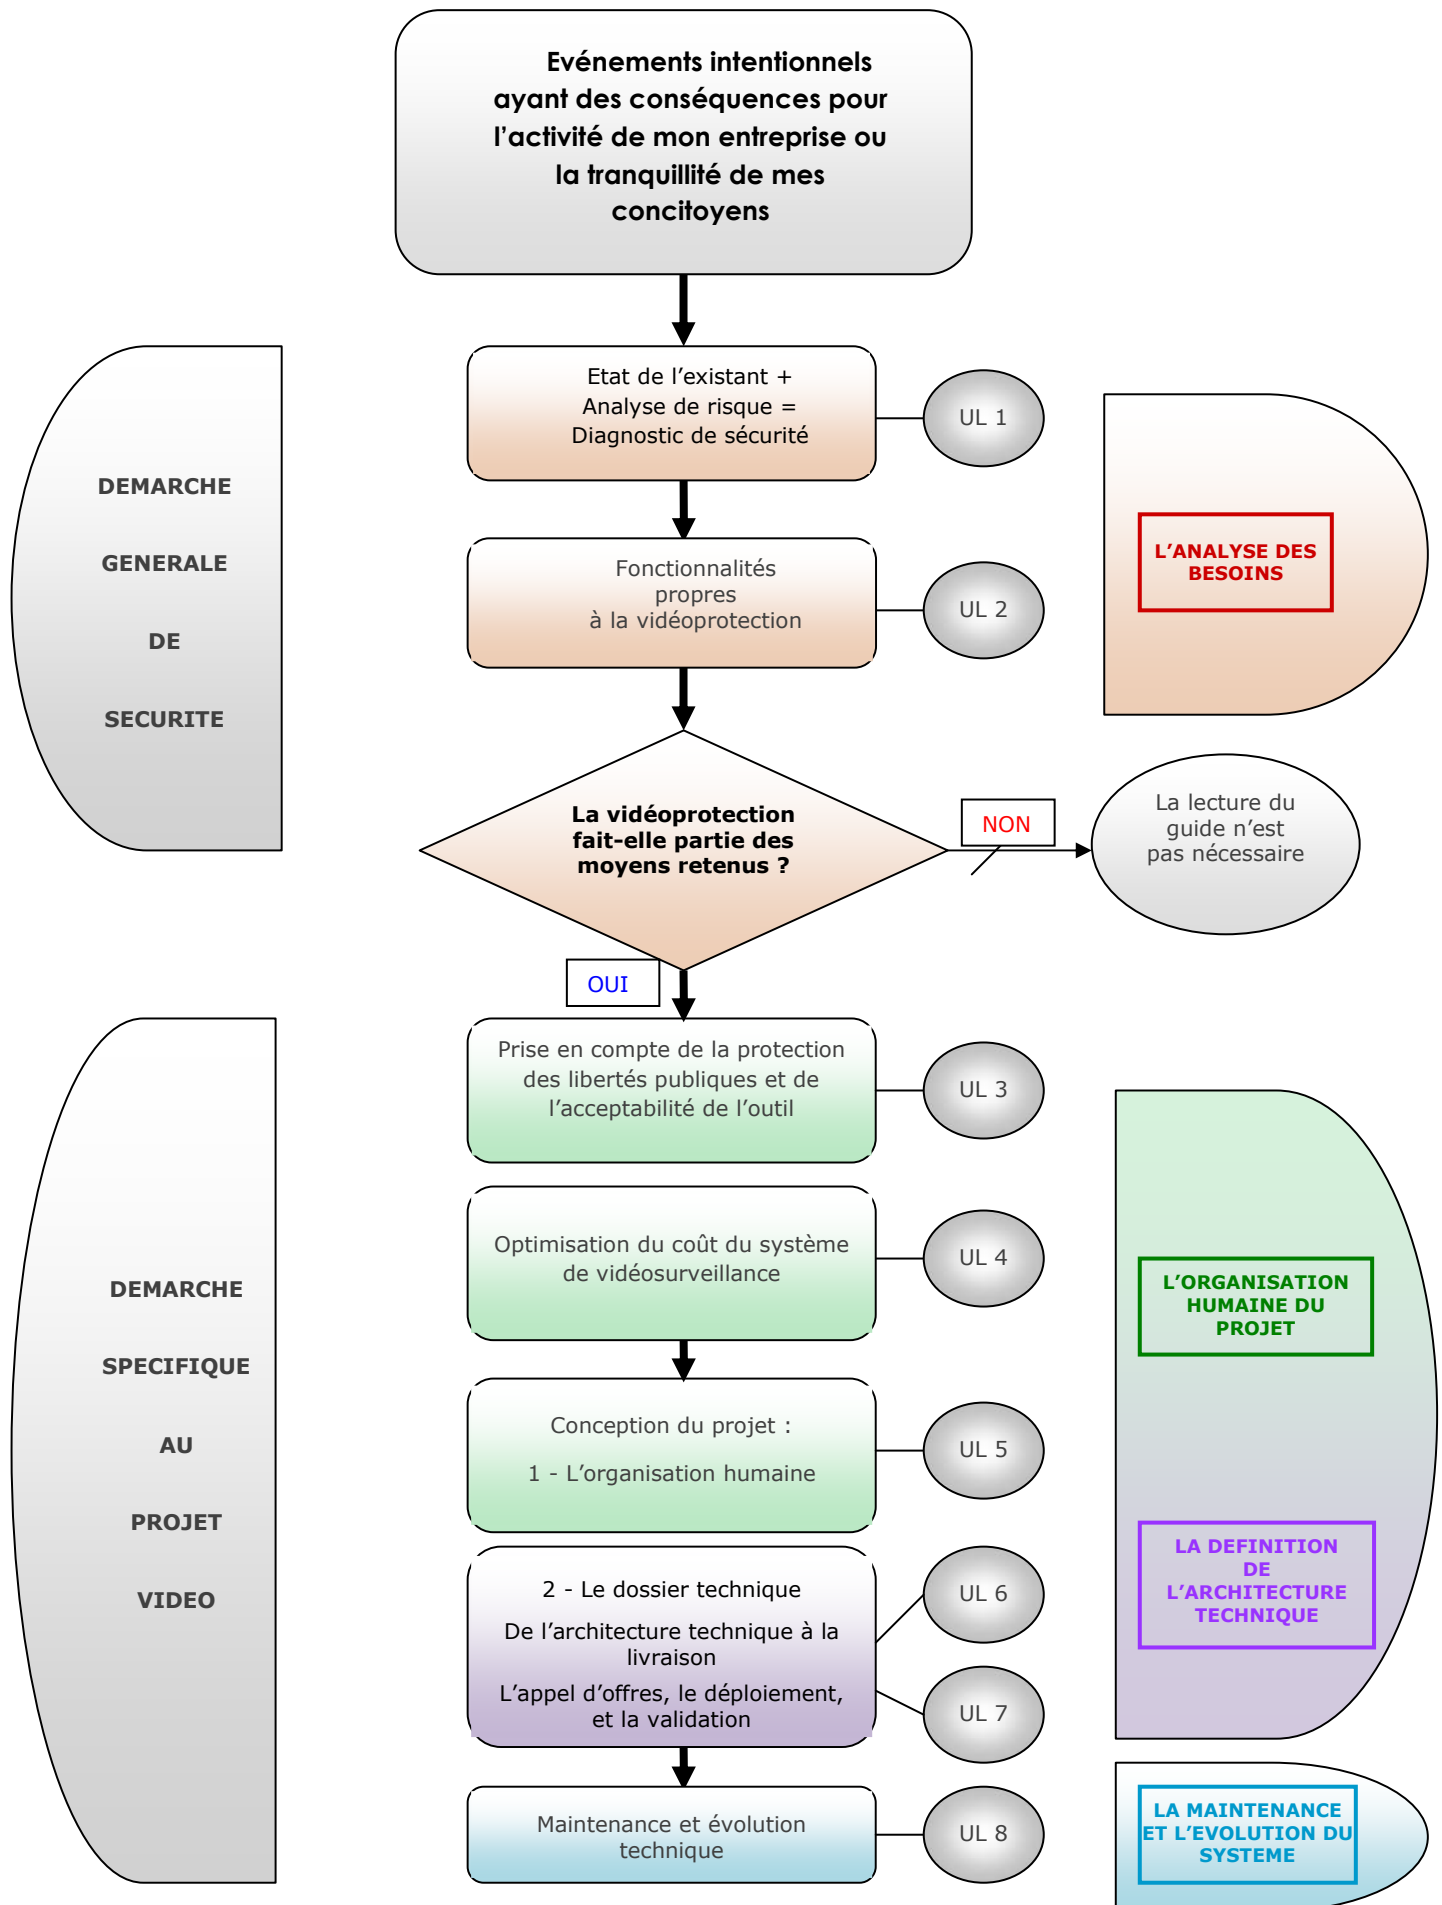 Evénements intentionnels
ayant des conséquences pour
l'activité de mon entreprise ou
la tranquillité de mes
concitoyens
DEMARCHE
GENERALE
DE
SECURITE
Etat de l'existant +
Analyse de risque =
Diagnostic de sécurité
UL 1
Fonctionnalités
propres
à la vidéoprotection
UL 2
L'ANALYSE DES
BESOINS
La vidéoprotection
fait-elle partie des
moyens retenus ?
NON
La lecture du
guide n'est
pas nécessaire
OUI
DEMARCHE
SPECIFIQUE
AU
PROJET
VIDEO
Prise en compte de la protection
des libertés publiques et de
l'acceptabilité de l'outil
UL 3
Optimisation du coût du système
de vidéosurveillance
UL 4
Conception du projet :
1 - L'organisation humaine
UL 5
L'ORGANISATION
HUMAINE DU
PROJET
2 - Le dossier technique
De l'architecture technique à la
livraison
L'appel d'offres, le déploiement,
et la validation
UL 6
UL 7
LA DEFINITION
DE
L'ARCHITECTURE
TECHNIQUE
Maintenance et évolution
technique
UL 8
LA MAINTENANCE
ET L'EVOLUTION DU
SYSTEME